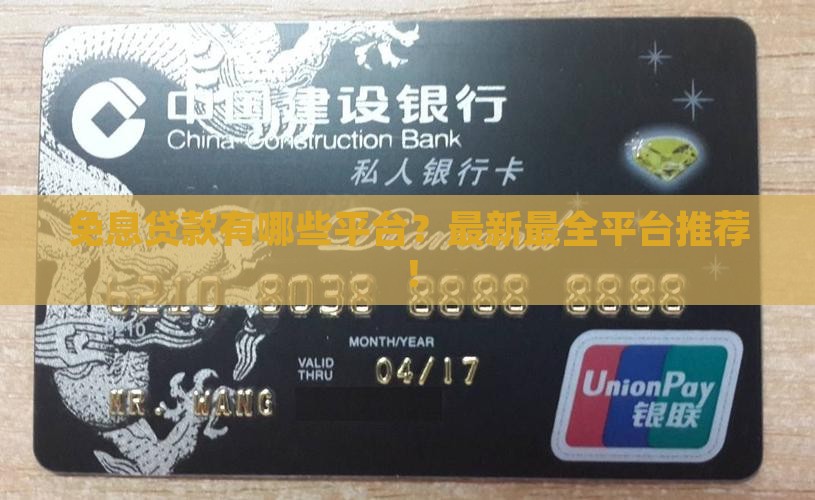 中国建设银行
China Construction Bank
私人银行卡
Diamond
免息贷款有哪些平台？最新最全平台推荐
！
6210 8038 8888 8888
6210
MONTH/YEAR
VALID
THRU
04/17
MR. WANG
UnionPay
银联